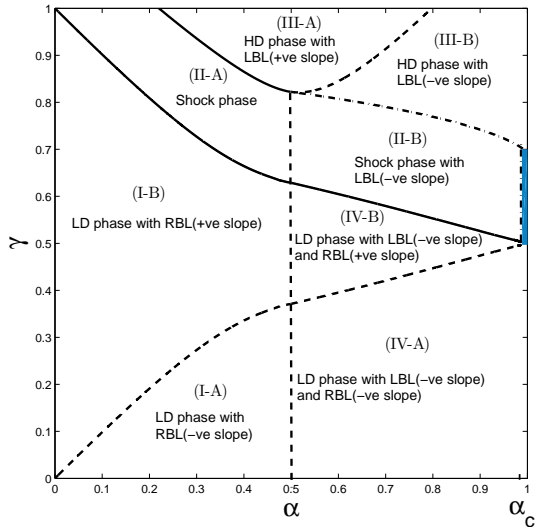 1
0.9
0.8
0.7
0.6
0.5
0.4
0.3
0.2
0.1
0
γ
(III-A)
HD phase with
LBL(+ve slope)
(III-B)
HD phase with
LBL(−ve slope)
(II-A)
Shock phase
(II-B)
Shock phase with
LBL(−ve slope)
(I-B)
LD phase with RBL(+ve slope)
(IV-B)
LD phase with LBL(−ve slope)
and RBL(+ve slope)
(IV-A)
LD phase with LBL(−ve slope)
and RBL(−ve slope)
(I-A)
LD phase with
RBL(−ve slope)
0 0.1 0.2 0.3 0.4 0.5 0.6 0.7 0.8 0.9 1
α
αc